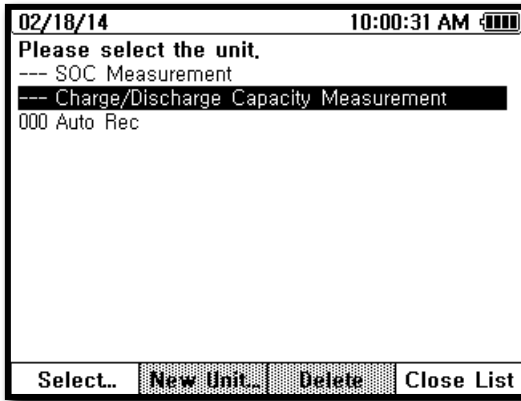 02/18/14 10:00:31 AM
Please select the unit.
--- SOC Measurement
--- Charge/Discharge Capacity Measurement
000 Auto Rec
Select... New Unit... Delete Close List